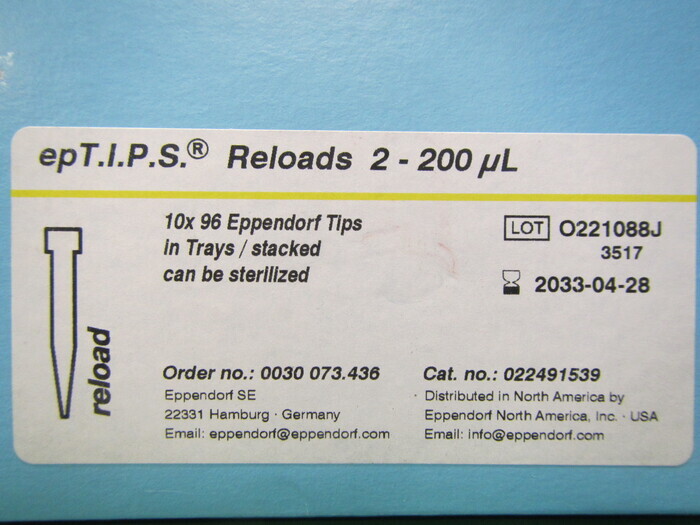 epT.I.P.S.® Reloads 2 - 200 µL
10x 96 Eppendorf Tips
in Trays / stacked
can be sterilized
LOT O221088J
3517
2033-04-28
reload
Order no.: 0030 073.436
Eppendorf SE
22331 Hamburg · Germany
Email: eppendorf@eppendorf.com
Cat. no.: 022491539
· Distributed in North America by
Eppendorf North America, Inc. · USA
Email: info@eppendorf.com